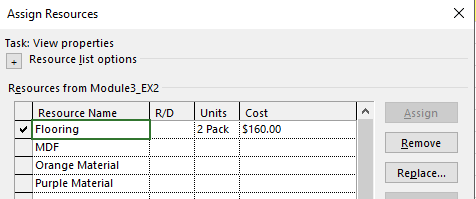 Assign Resources
Task: View properties
+ Resource list options
Resources from Module3_EX2
Resource Name R/D Units Cost
✓ Flooring 2 Pack $160.00
MDF
Orange Material
Purple Material
Assign
Remove
Replace...